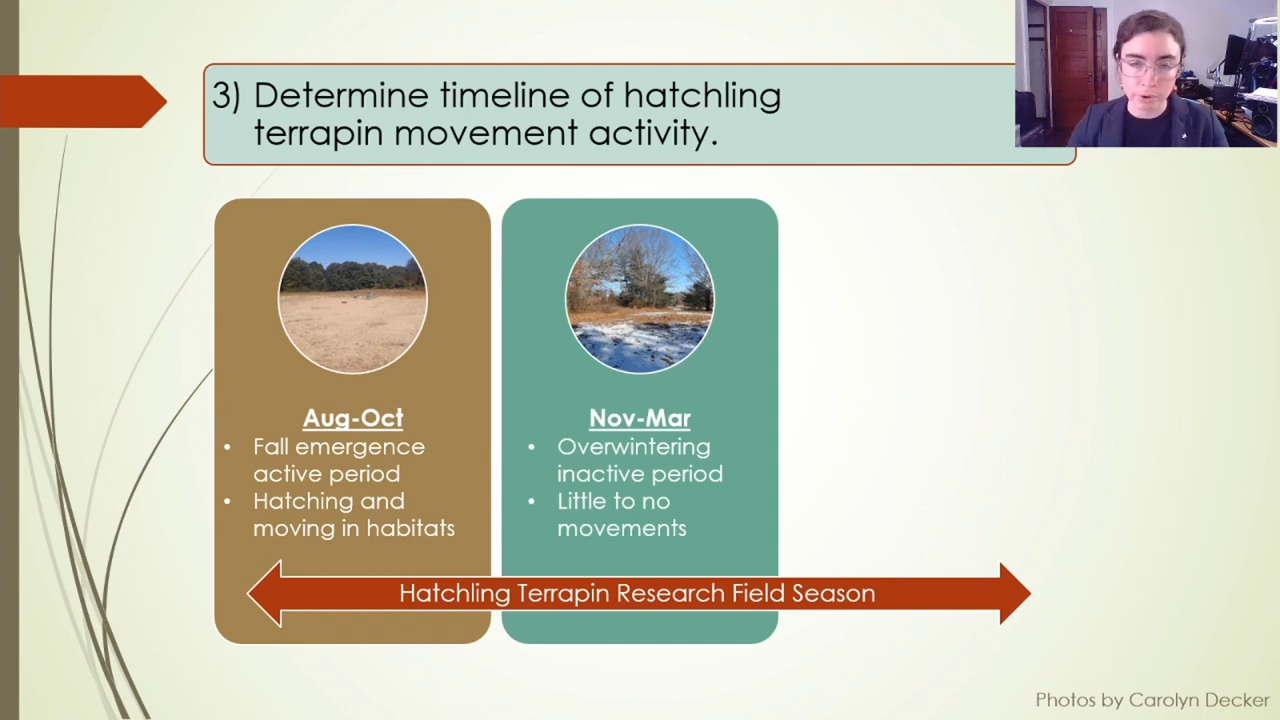 3) Determine timeline of hatchling
terrapin movement activity.
Aug-Oct
• Fall emergence
active period
• Hatching and
moving in habitats
Nov-Mar
• Overwintering
inactive period
• Little to no
movements
Hatchling Terrapin Research Field Season
Photos by Carolyn Decker